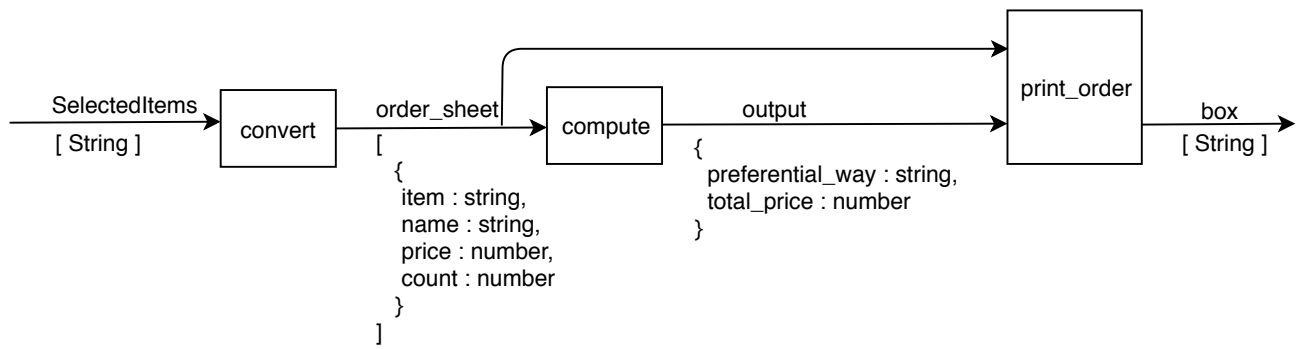 SelectedItems
[ String ]
convert
order_sheet
[
{
item : string,
name : string,
price : number,
count : number
}
]
compute
output
{
preferential_way : string,
total_price : number
}
print_order
box
[ String ]